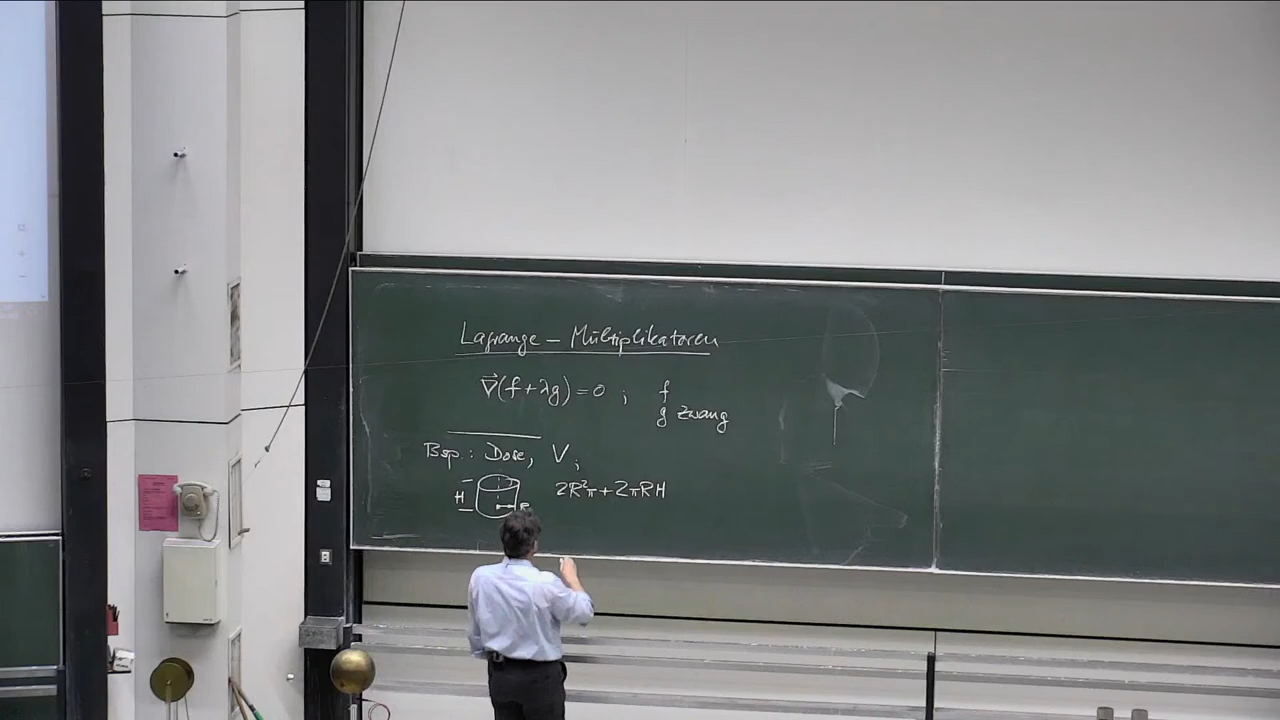 Lagrange – Multiplikatoren
∇⃗(f + λg) = 0 ; f
g Zwang
Bsp.: Dose, V ;
H R 2R²π + 2πRH